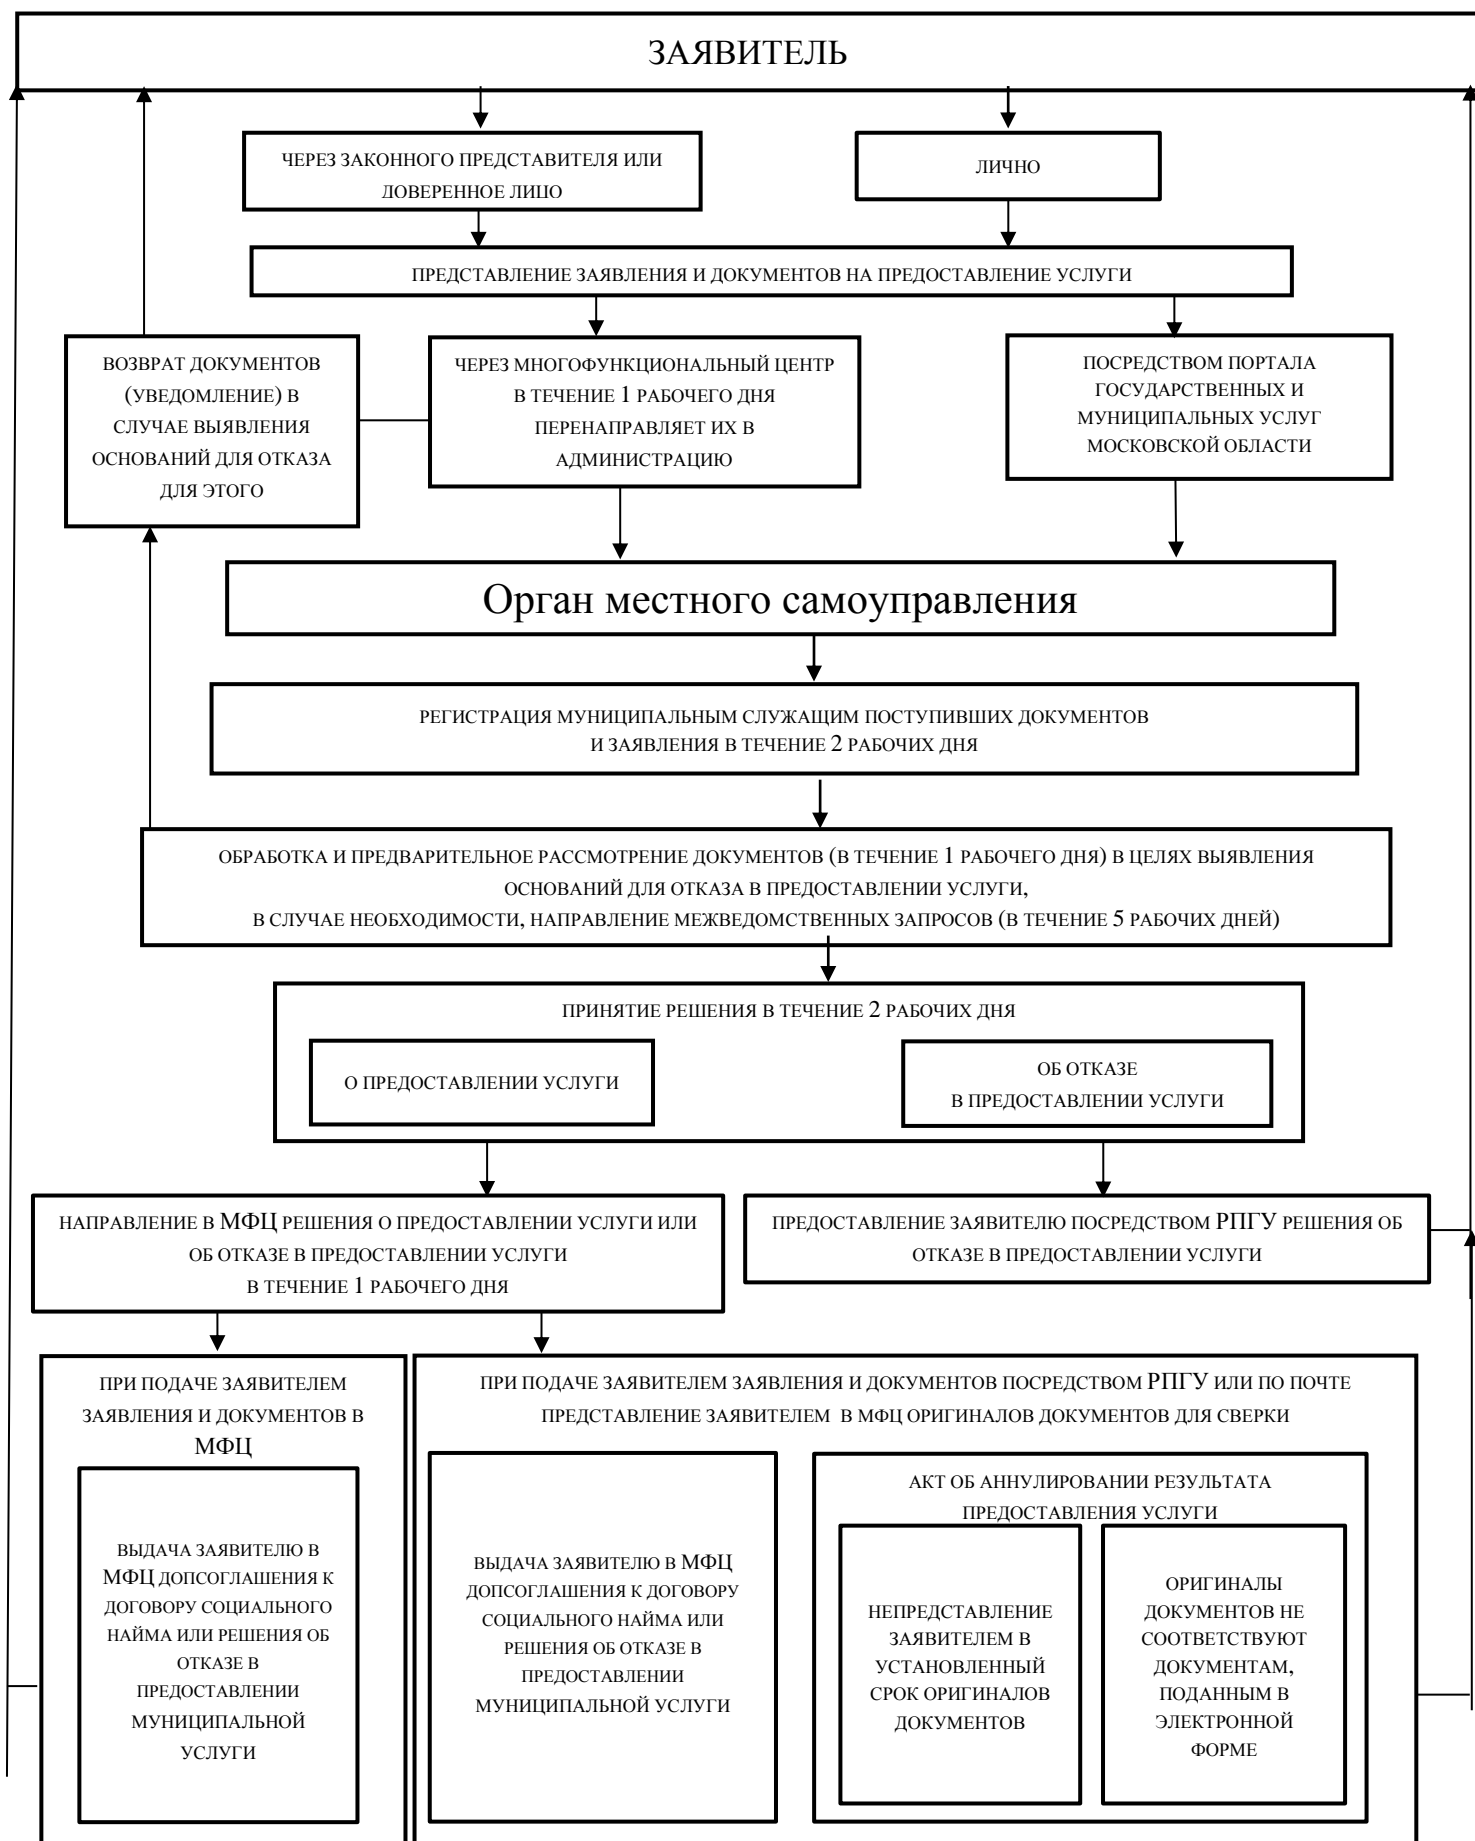 ЗАЯВИТЕЛЬ
ЧЕРЕЗ ЗАКОННОГО ПРЕДСТАВИТЕЛЯ ИЛИ
ДОВЕРЕННОЕ ЛИЦО
ЛИЧНО
ПРЕДСТАВЛЕНИЕ ЗАЯВЛЕНИЯ И ДОКУМЕНТОВ НА ПРЕДОСТАВЛЕНИЕ УСЛУГИ
ВОЗВРАТ ДОКУМЕНТОВ
(УВЕДОМЛЕНИЕ) В
СЛУЧАЕ ВЫЯВЛЕНИЯ
ОСНОВАНИЙ ДЛЯ ОТКАЗА
ДЛЯ ЭТОГО
ЧЕРЕЗ МНОГОФУНКЦИОНАЛЬНЫЙ ЦЕНТР
В ТЕЧЕНИЕ 1 РАБОЧЕГО ДНЯ
ПЕРЕНАПРАВЛЯЕТ ИХ В
АДМИНИСТРАЦИЮ
ПОСРЕДСТВОМ ПОРТАЛА
ГОСУДАРСТВЕННЫХ И
МУНИЦИПАЛЬНЫХ УСЛУГ
МОСКОВСКОЙ ОБЛАСТИ
Орган местного самоуправления
РЕГИСТРАЦИЯ МУНИЦИПАЛЬНЫМ СЛУЖАЩИМ ПОСТУПИВШИХ ДОКУМЕНТОВ
И ЗАЯВЛЕНИЯ В ТЕЧЕНИЕ 2 РАБОЧИХ ДНЯ
ОБРАБОТКА И ПРЕДВАРИТЕЛЬНОЕ РАССМОТРЕНИЕ ДОКУМЕНТОВ (В ТЕЧЕНИЕ 1 РАБОЧЕГО ДНЯ) В ЦЕЛЯХ ВЫЯВЛЕНИЯ
ОСНОВАНИЙ ДЛЯ ОТКАЗА В ПРЕДОСТАВЛЕНИИ УСЛУГИ,
В СЛУЧАЕ НЕОБХОДИМОСТИ, НАПРАВЛЕНИЕ МЕЖВЕДОМСТВЕННЫХ ЗАПРОСОВ (В ТЕЧЕНИЕ 5 РАБОЧИХ ДНЕЙ)
ПРИНЯТИЕ РЕШЕНИЯ В ТЕЧЕНИЕ 2 РАБОЧИХ ДНЯ
О ПРЕДОСТАВЛЕНИИ УСЛУГИ
ОБ ОТКАЗЕ
В ПРЕДОСТАВЛЕНИИ УСЛУГИ
НАПРАВЛЕНИЕ В МФЦ РЕШЕНИЯ О ПРЕДОСТАВЛЕНИИ УСЛУГИ ИЛИ
ОБ ОТКАЗЕ В ПРЕДОСТАВЛЕНИИ УСЛУГИ
В ТЕЧЕНИЕ 1 РАБОЧЕГО ДНЯ
ПРЕДОСТАВЛЕНИЕ ЗАЯВИТЕЛЮ ПОСРЕДСТВОМ РПГУ РЕШЕНИЯ ОБ
ОТКАЗЕ В ПРЕДОСТАВЛЕНИИ УСЛУГИ
ПРИ ПОДАЧЕ ЗАЯВИТЕЛЕМ
ЗАЯВЛЕНИЯ И ДОКУМЕНТОВ В
МФЦ
ВЫДАЧА ЗАЯВИТЕЛЮ В
МФЦ ДОПСОГЛАШЕНИЯ К
ДОГОВОРУ СОЦИАЛЬНОГО
НАЙМА ИЛИ РЕШЕНИЯ ОБ
ОТКАЗЕ В
ПРЕДОСТАВЛЕНИИ
МУНИЦИПАЛЬНОЙ
УСЛУГИ
ПРИ ПОДАЧЕ ЗАЯВИТЕЛЕМ ЗАЯВЛЕНИЯ И ДОКУМЕНТОВ ПОСРЕДСТВОМ РПГУ ИЛИ ПО ПОЧТЕ
ПРЕДСТАВЛЕНИЕ ЗАЯВИТЕЛЕМ В МФЦ ОРИГИНАЛОВ ДОКУМЕНТОВ ДЛЯ СВЕРКИ
ВЫДАЧА ЗАЯВИТЕЛЮ В МФЦ
ДОПСОГЛАШЕНИЯ К ДОГОВОРУ
СОЦИАЛЬНОГО НАЙМА ИЛИ
РЕШЕНИЯ ОБ ОТКАЗЕ В
ПРЕДОСТАВЛЕНИИ
МУНИЦИПАЛЬНОЙ УСЛУГИ
АКТ ОБ АННУЛИРОВАНИИ РЕЗУЛЬТАТА
ПРЕДОСТАВЛЕНИЯ УСЛУГИ
НЕПРЕДСТАВЛЕНИЕ
ЗАЯВИТЕЛЕМ В
УСТАНОВЛЕННЫЙ
СРОК ОРИГИНАЛОВ
ДОКУМЕНТОВ
ОРИГИНАЛЫ
ДОКУМЕНТОВ НЕ
СООТВЕТСТВУЮТ
ДОКУМЕНТАМ,
ПОДАННЫМ В
ЭЛЕКТРОННОЙ
ФОРМЕ